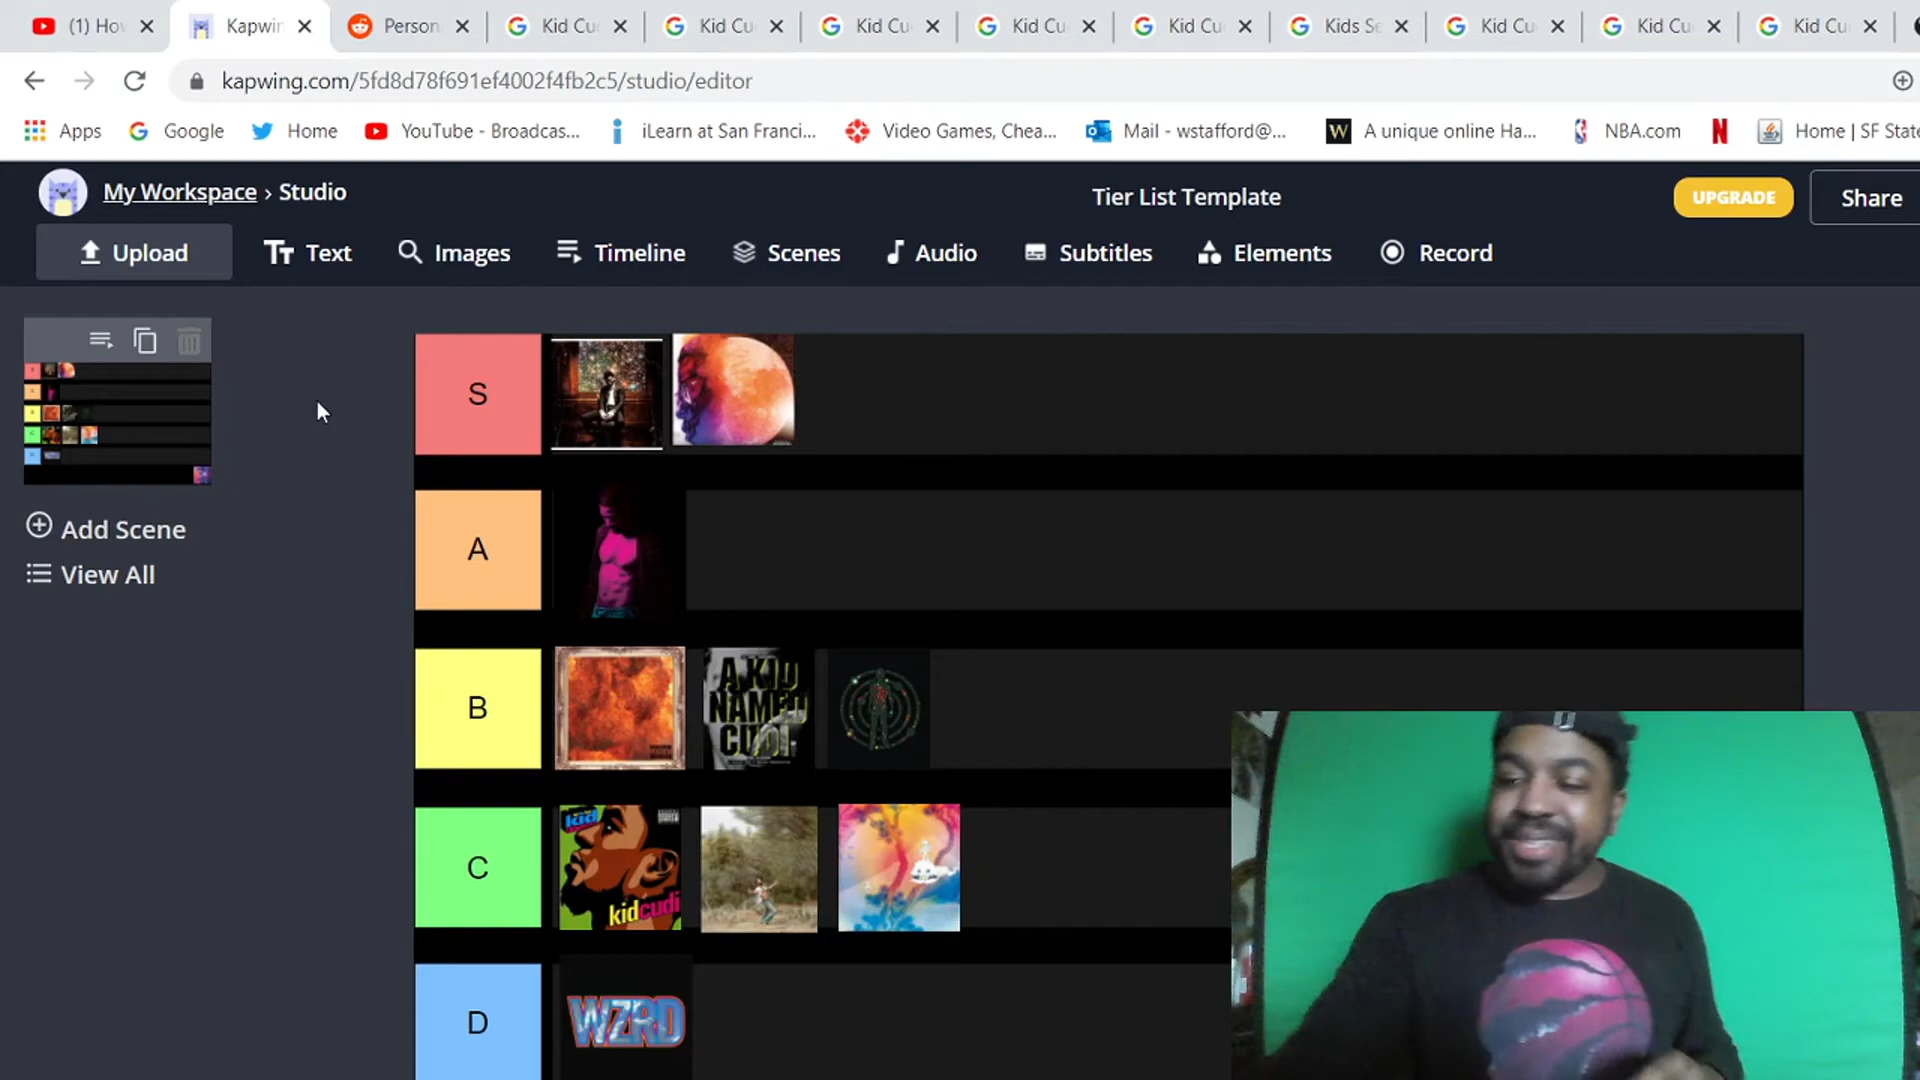 (1) Ho
Kapwin
Person
Kid Cu
Kid Cu
Kid Cu
Kid Cu
Kid Cu
Kids Se
Kid Cu
Kid Cu
Kid Cu
kapwing.com/5fd8d78f691ef4002f4fb2c5/studio/editor
Apps
Google
Home
YouTube - Broadcas...
iLearn at San Franci...
Video Games, Chea...
Mail - wstafford@...
W
A unique online Ha...
NBA.com
N
Home | SF State
My Workspace › Studio
Tier List Template
UPGRADE
Share
Upload
Text
Images
Timeline
Scenes
Audio
Subtitles
Elements
Record
Add Scene
View All
S
A
B
A KID
NAMED
CUDI
C
kid
kid cudi
D
WZRD